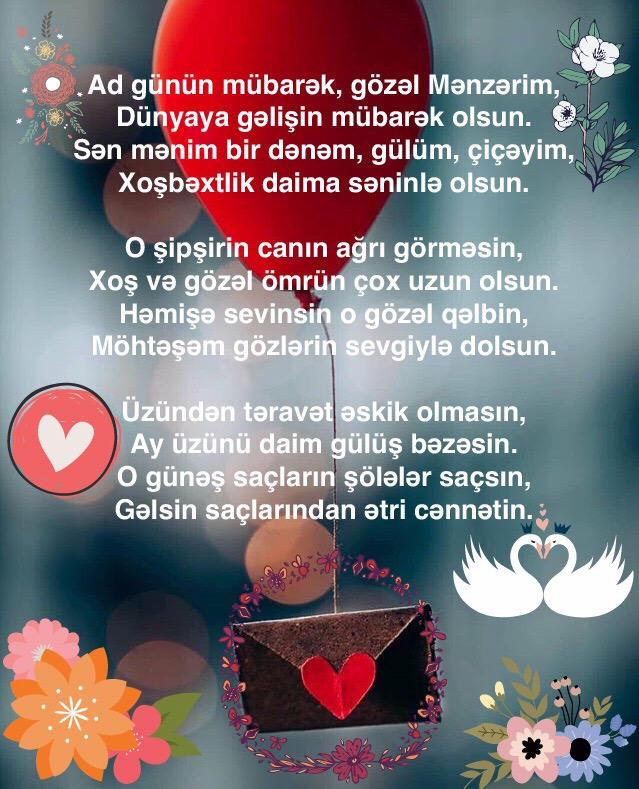 Ad günün mübarək, gözəl Mənzərim,
Dünyaya gəlişin mübarək olsun.
Sən mənim bir dənəm, gülüm, çiçəyim,
Xoşbəxtlik daima səninlə olsun.
O şipşirin canın ağrı görməsin,
Xoş və gözəl ömrün çox uzun olsun.
Həmişə sevinsin o gözəl qəlbin,
Möhtəşəm gözlərin sevgiylə dolsun.
Üzündən təravət əskik olmasın,
Ay üzünü daim gülüş bəzəsin.
O günəş saçların şölələr saçsın,
Gəlsin saçlarından ətri cənnətin.